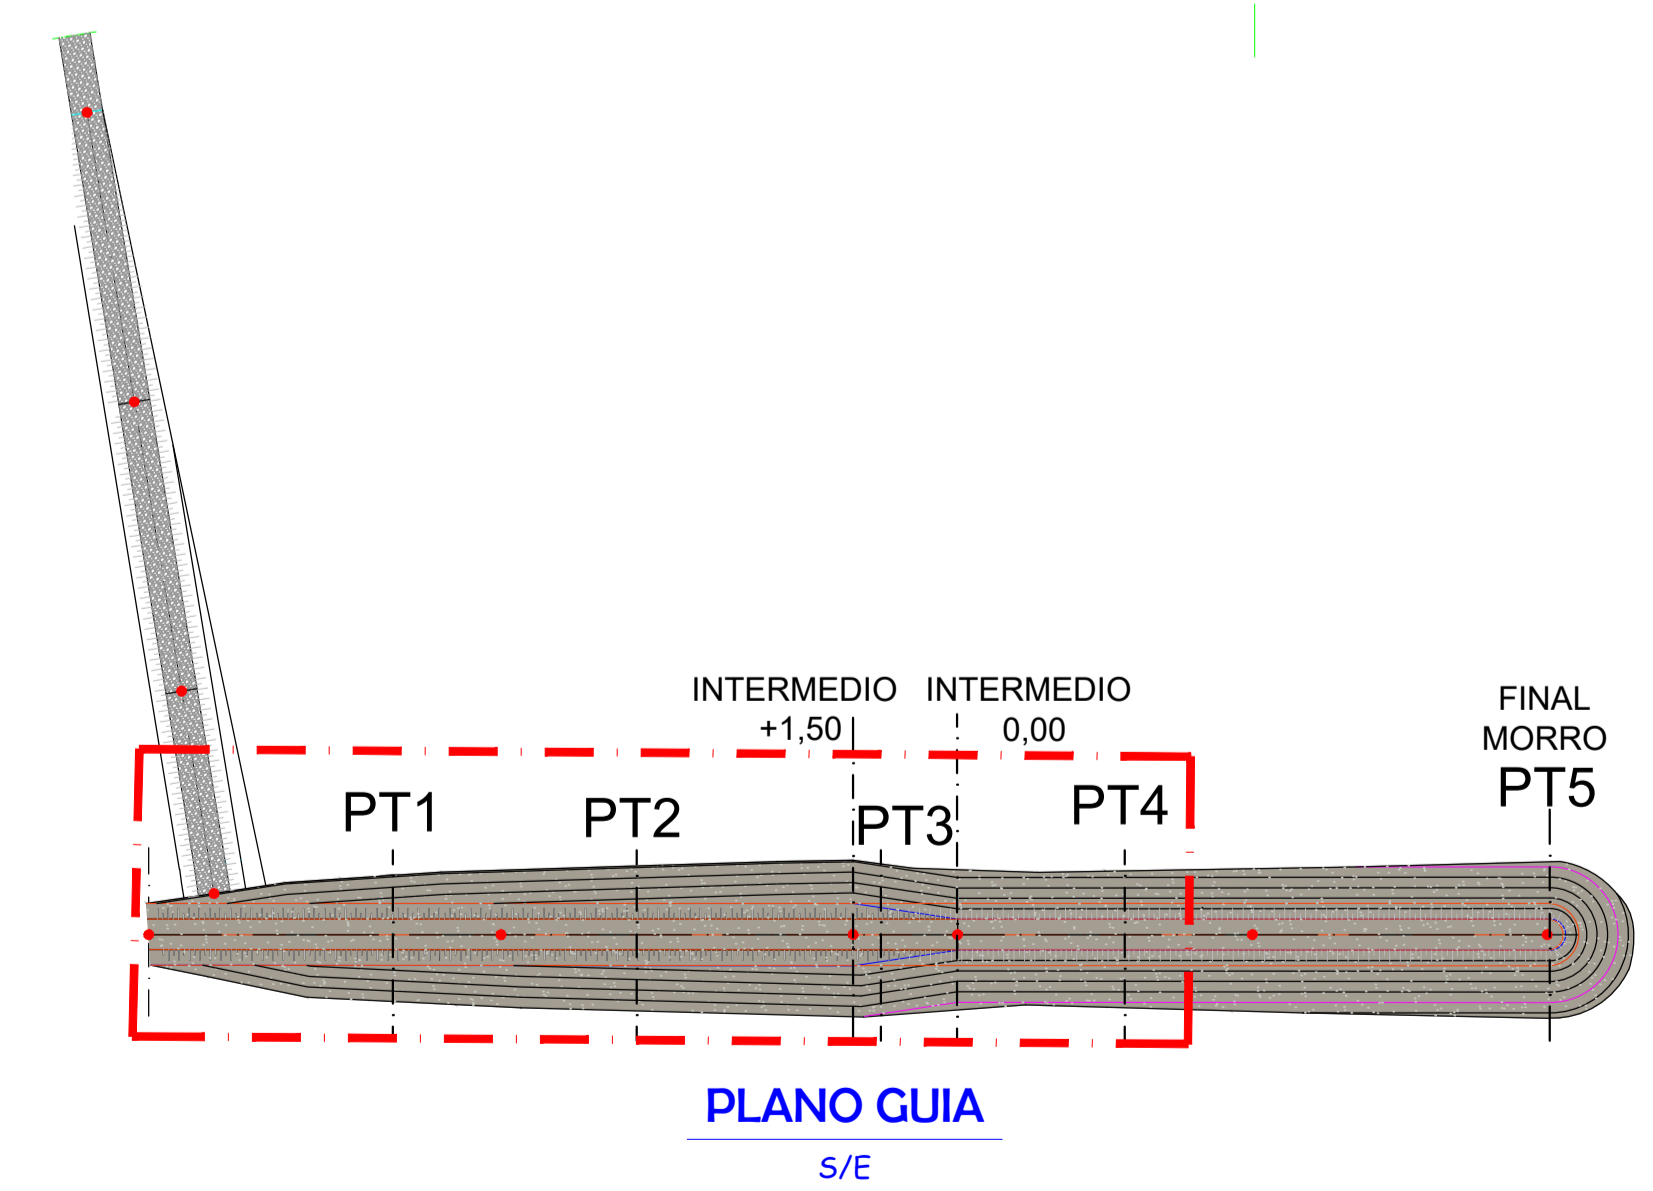 INTERMEDIO
+1,50
INTERMEDIO
0,00
FINAL
MORRO
PT5
PT1
PT2
PT3
PT4
PLANO GUIA
S/E